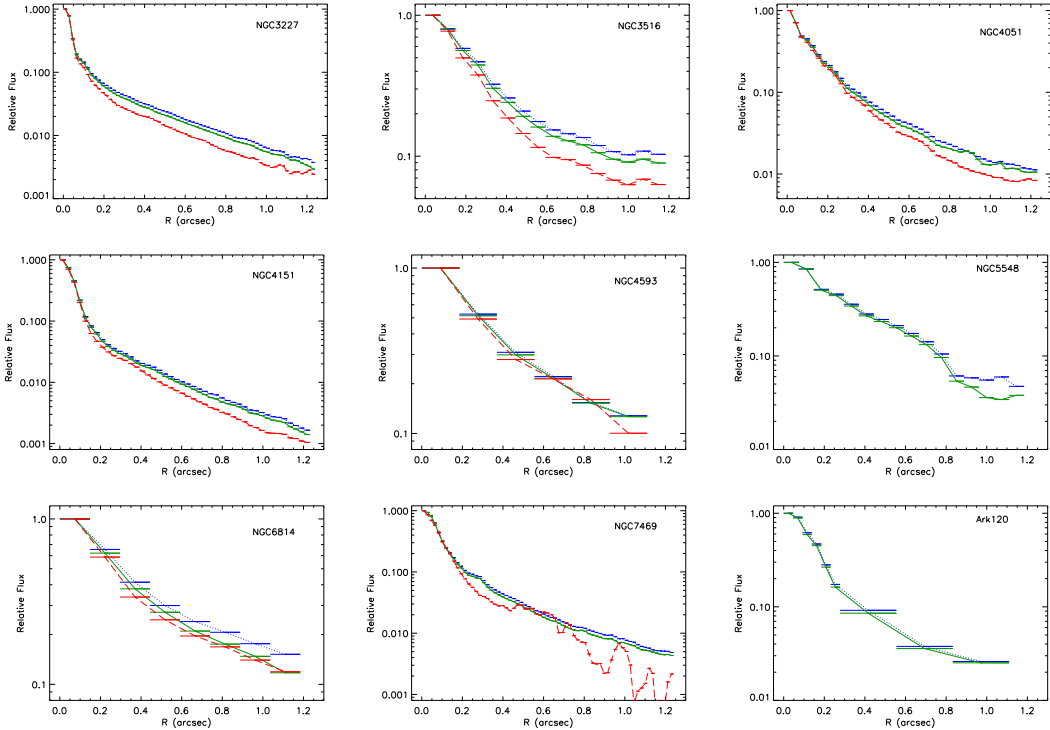 NGC3227
1.000
0.100
0.010
0.001
Relative Flux
0.0 0.2 0.4 0.6 0.8 1.0 1.2
R (arcsec)
NGC3516
1.0
0.1
Relative Flux
0.0 0.2 0.4 0.6 0.8 1.0 1.2
R (arcsec)
NGC4051
1.00
0.10
0.01
Relative Flux
0.0 0.2 0.4 0.6 0.8 1.0 1.2
R (arcsec)
NGC4151
1.000
0.100
0.010
0.001
Relative Flux
0.0 0.2 0.4 0.6 0.8 1.0 1.2
R (arcsec)
NGC4593
1.0
0.1
Relative Flux
0.0 0.2 0.4 0.6 0.8 1.0 1.2
R (arcsec)
NGC5548
1.00
0.10
0.01
Relative Flux
0.0 0.2 0.4 0.6 0.8 1.0 1.2
R (arcsec)
NGC6814
1.0
0.1
Relative Flux
0.0 0.2 0.4 0.6 0.8 1.0 1.2
R (arcsec)
NGC7469
1.000
0.100
0.010
0.001
Relative Flux
0.0 0.2 0.4 0.6 0.8 1.0 1.2
R (arcsec)
Ark120
1.00
0.10
0.01
Relative Flux
0.0 0.2 0.4 0.6 0.8 1.0 1.2
R (arcsec)